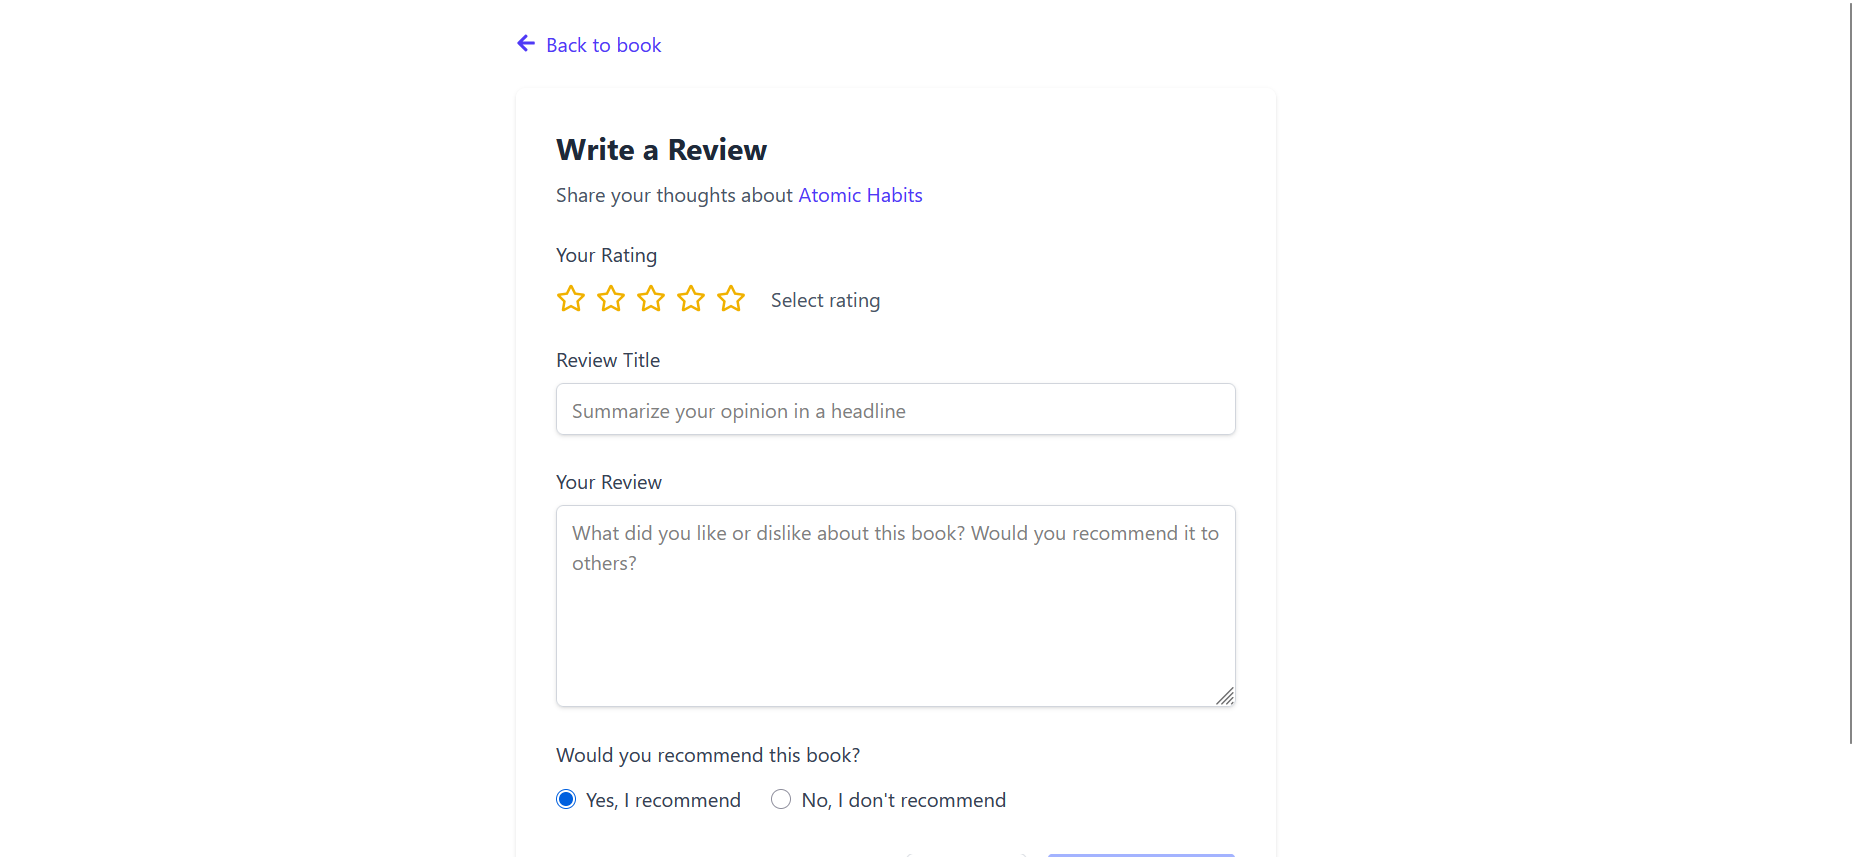 Back to book
Write a Review
Share your thoughts about Atomic Habits
Your Rating
Select rating
Review Title
Summarize your opinion in a headline
Your Review
What did you like or dislike about this book? Would you recommend it to
others?
Would you recommend this book?
Yes, I recommend
No, I don't recommend